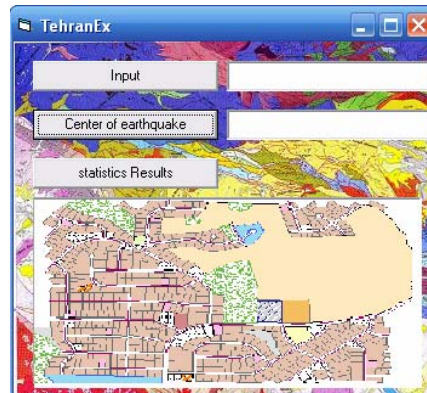 TehranEx
Input
Center of earthquake
statistics Results